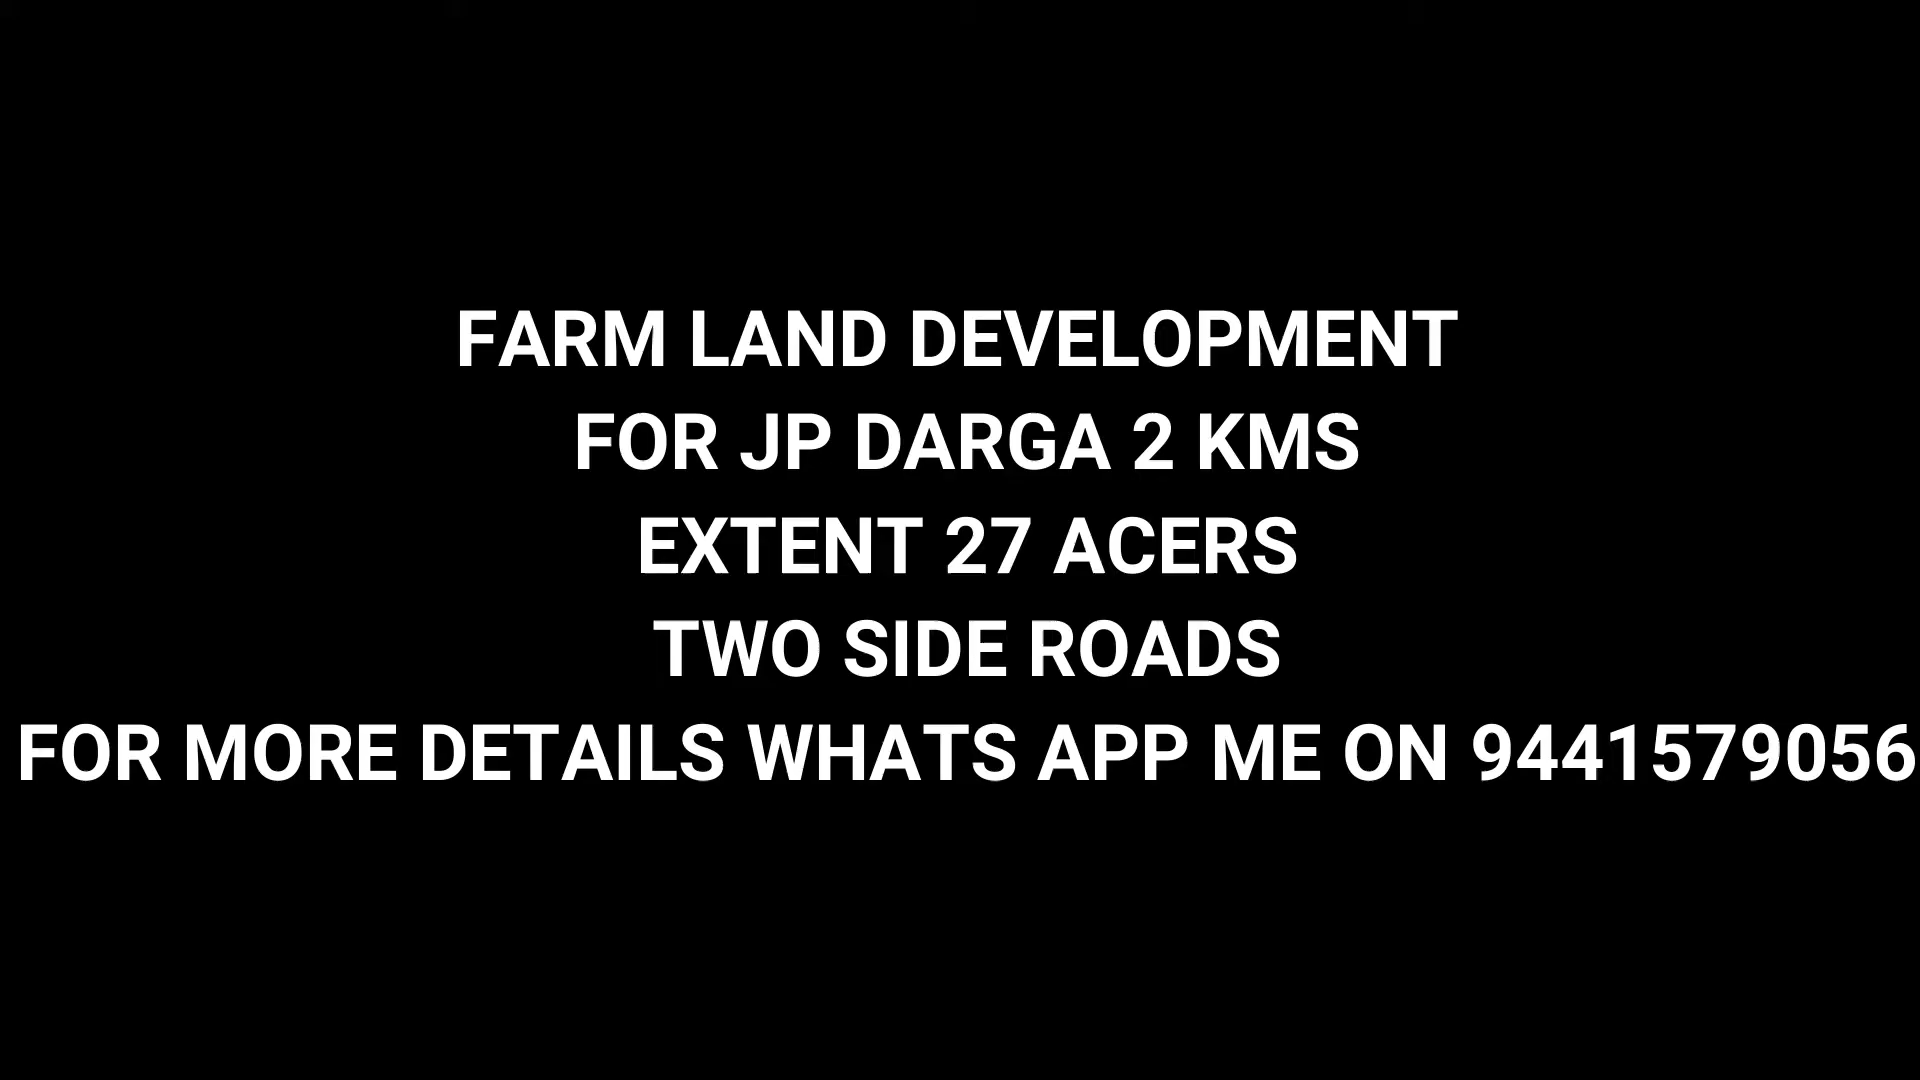 FARM LAND DEVELOPMENT
FOR JP DARGA 2 KMS
EXTENT 27 ACERS
TWO SIDE ROADS
FOR MORE DETAILS WHATS APP ME ON 9441579056